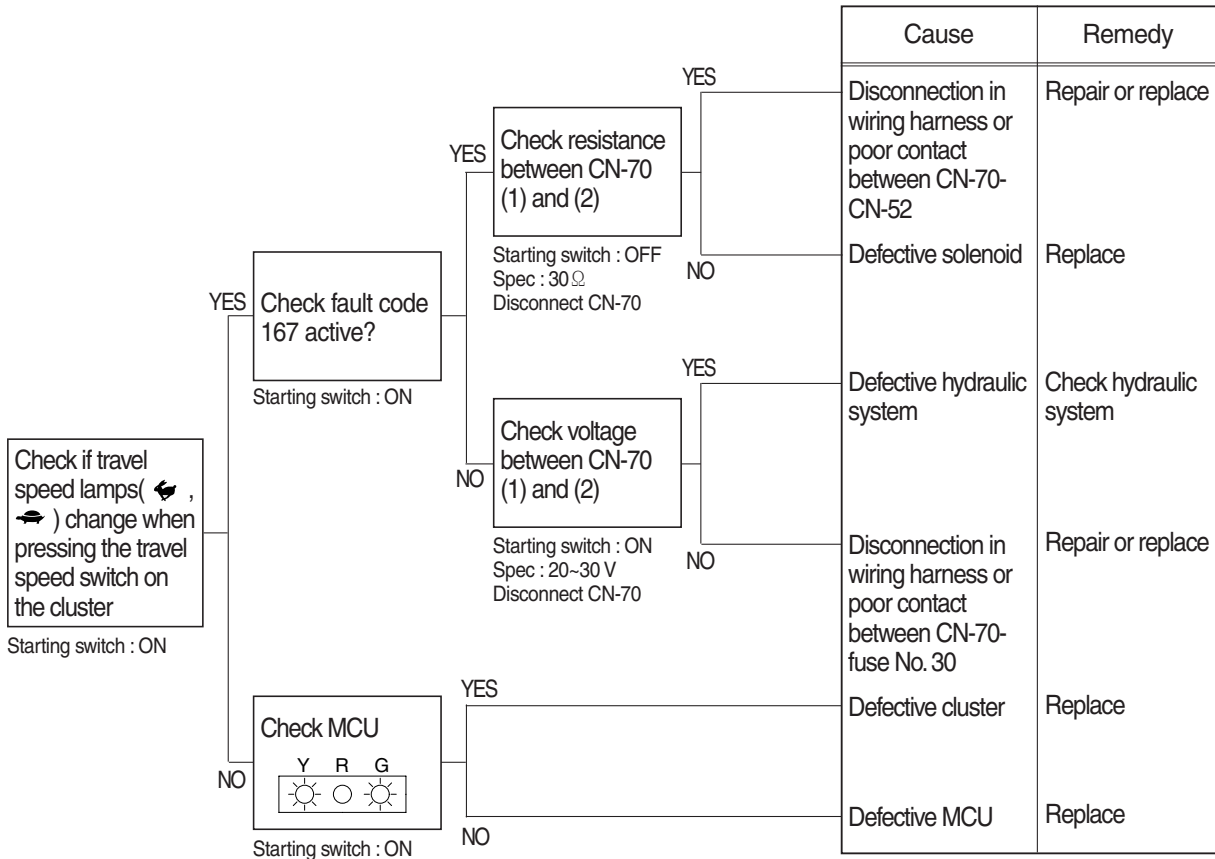 Cause Remedy
YES
Disconnection in
wiring harness or
poor contact
between CN-70-
CN-52
Repair or replace
YES
Check resistance
between CN-70
(1) and (2)
Starting switch : OFF
Spec : 30Ω
Disconnect CN-70
NO
Defective solenoid Replace
YES
Check fault code
167 active?
Starting switch : ON
YES
Defective hydraulic
system
Check hydraulic
system
NO
Check voltage
between CN-70
(1) and (2)
Starting switch : ON
Spec : 20~30 V
Disconnect CN-70
NO
Disconnection in
wiring harness or
poor contact
between CN-70-
fuse No. 30
Repair or replace
Check if travel
speed lamps( ,
) change when
pressing the travel
speed switch on
the cluster
Starting switch : ON
YES
Defective cluster Replace
NO
Check MCU
Y R G
Starting switch : ON
NO
Defective MCU Replace